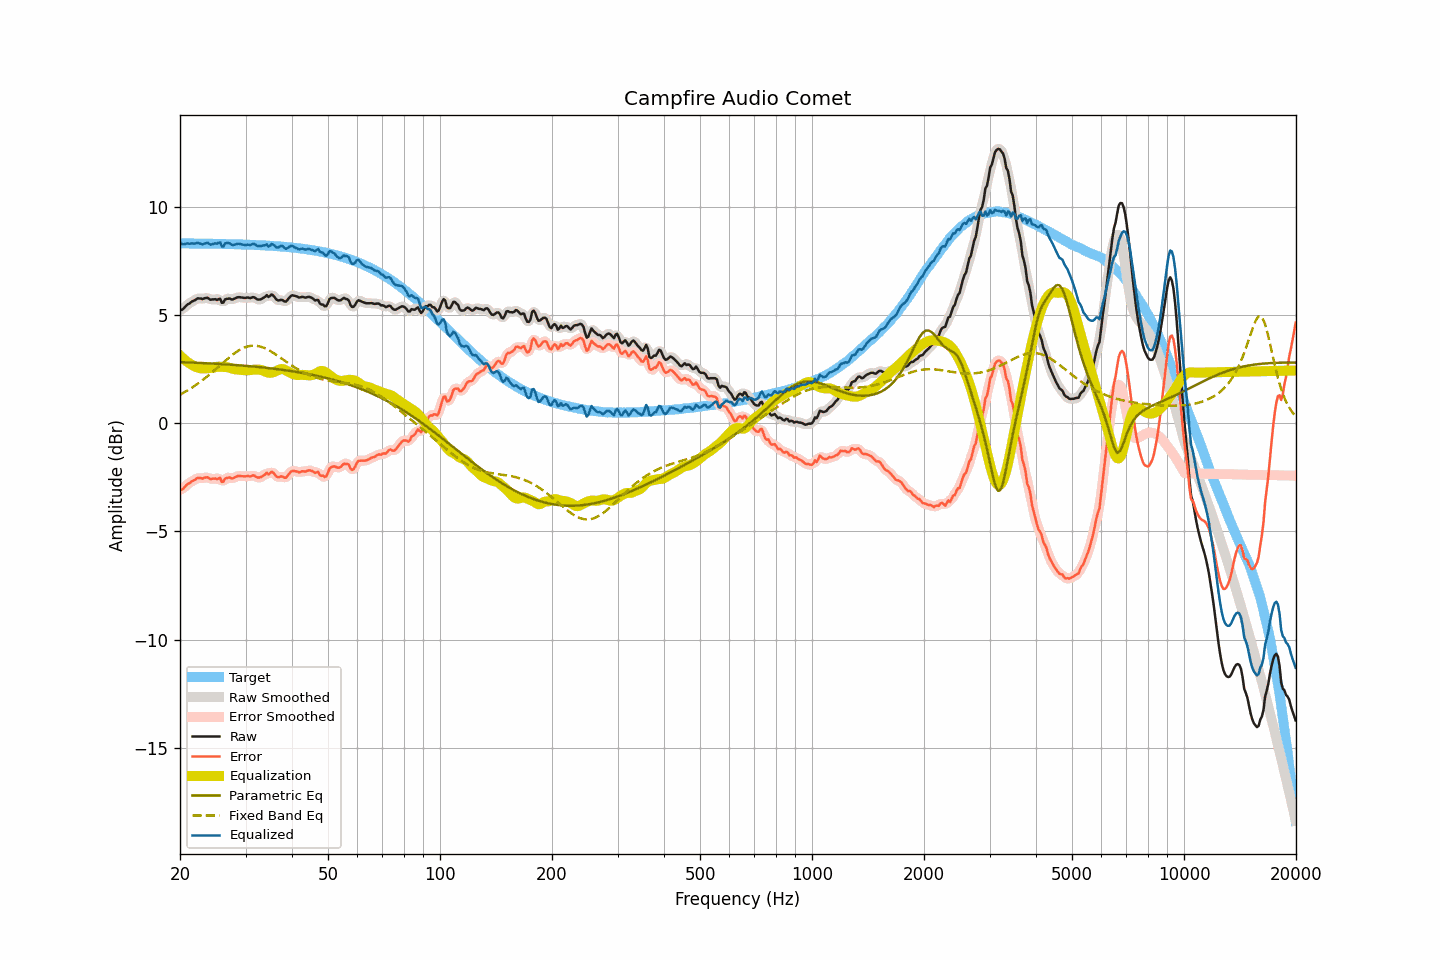 Campfire Audio Comet
Amplitude (dBr)
10
5
0
−5
−10
−15
Target
Raw Smoothed
Error Smoothed
Raw
Error
Equalization
Parametric Eq
Fixed Band Eq
Equalized
20 50 100 200 500 1000 2000 5000 10000 20000
Frequency (Hz)